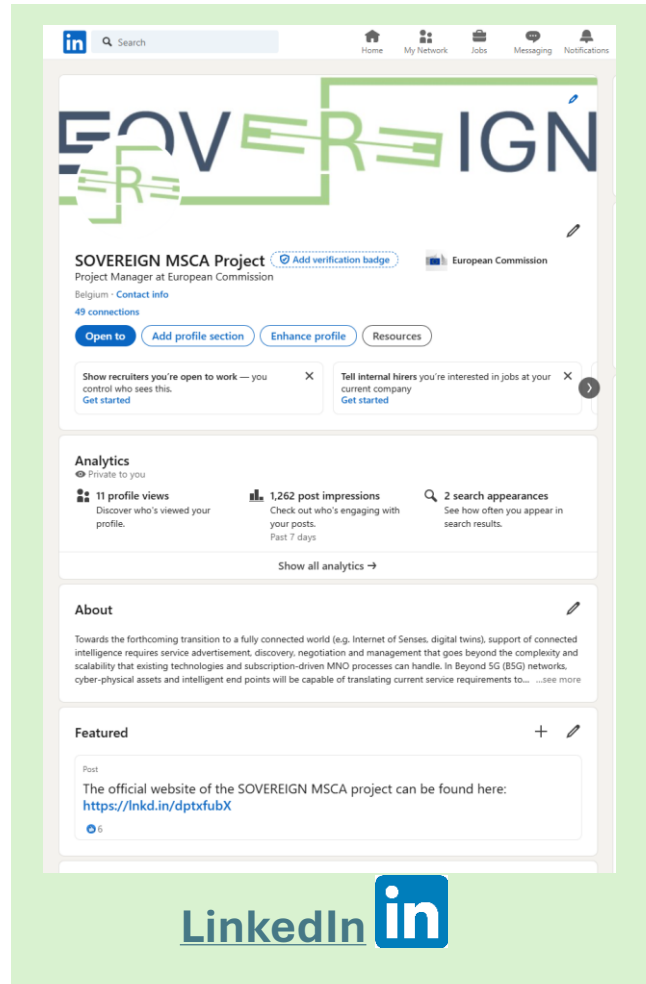 in Search
Home My Network Jobs Messaging Notifications
SOVEREIGN
ERE
SOVEREIGN MSCA Project Add verification badge European Commission
Project Manager at European Commission
Belgium · Contact info
49 connections
Open to Add profile section Enhance profile Resources
Show recruiters you're open to work — you
control who sees this.
Get started
Tell internal hirers you're interested in jobs at your
current company
Get started
Analytics
Private to you
11 profile views
Discover who's viewed your
profile.
1,262 post impressions
Check out who's engaging with
your posts.
Past 7 days
2 search appearances
See how often you appear in
search results.
Show all analytics →
About
Towards the forthcoming transition to a fully connected world (e.g. Internet of Senses, digital twins), support of connected
intelligence requires service advertisement, discovery, negotiation and management that goes beyond the complexity and
scalability that existing technologies and subscription-driven MNO processes can handle. In Beyond 5G (B5G) networks,
cyber-physical assets and intelligent end points will be capable of translating current service requirements to... ...see more
Featured
Post
The official website of the SOVEREIGN MSCA project can be found here:
https://lnkd.in/dptxfubX
6
LinkedIn in